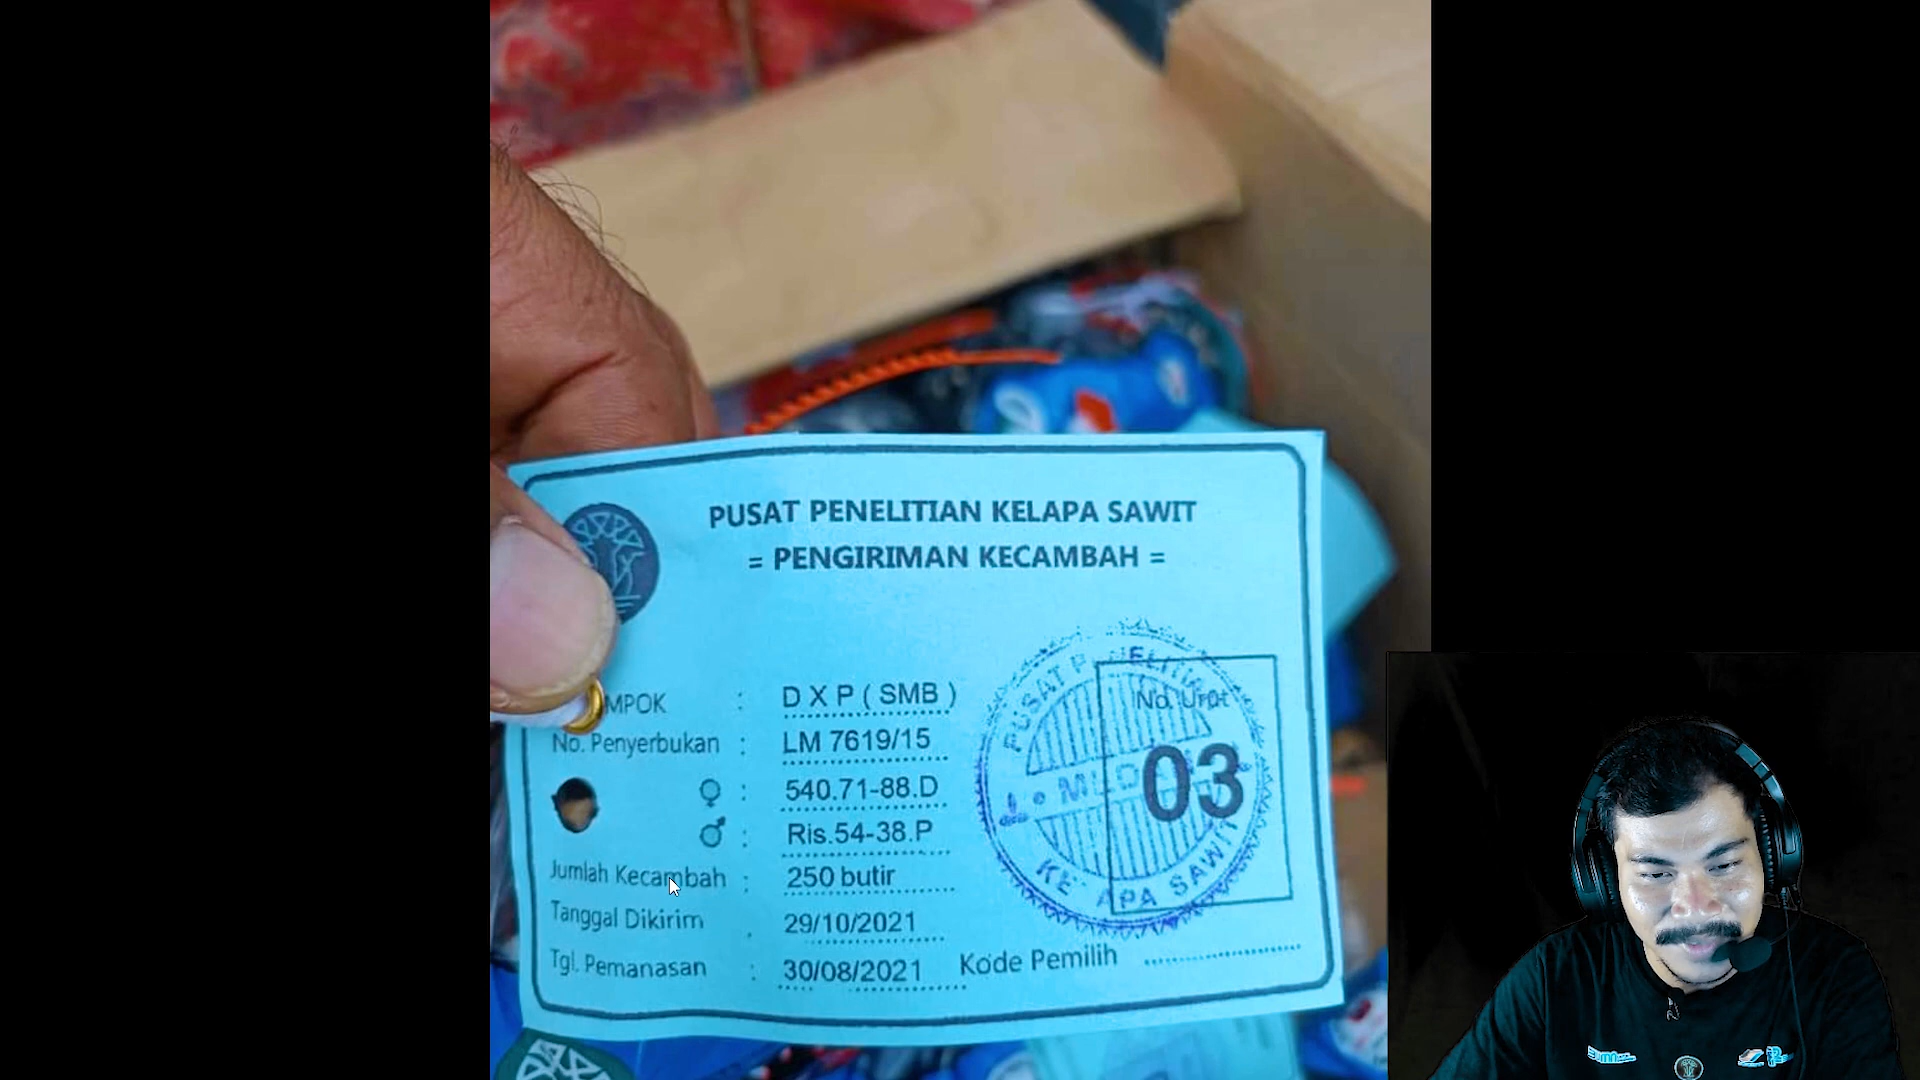 PUSAT PENELITIAN KELAPA SAWIT
= PENGIRIMAN KECAMBAH =
MPOK : D X P ( SMB )
No. Penyerbukan : LM 7619/15
♀ : 540.71-88.D
♂ : Ris.54-38.P
Jumlah Kecambah : 250 butir
Tanggal Dikirim : 29/10/2021
Tgl. Pemanasan : 30/08/2021
Kode Pemilih
No. Urut
03
PUSAT PENELITIAN
KELAPA SAWIT